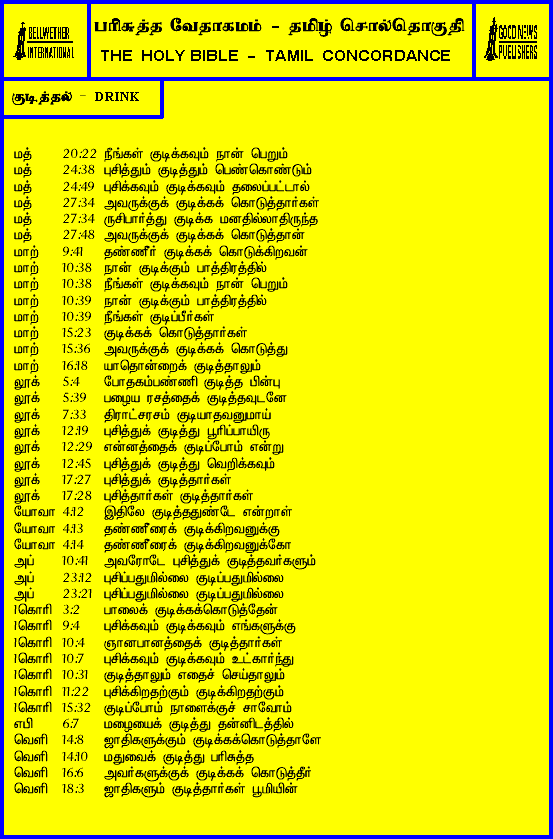 BELLWETHER INTERNATIONAL
பரிசுத்த வேதாகமம் - தமிழ் சொல்தொகுதி
THE HOLY BIBLE - TAMIL CONCORDANCE
GOOD NEWS PUBLISHERS
குடித்தல் - DRINK
மத் 20:22 நீங்கள் குடிக்கவும் நான் பெறும்
மத் 24:38 புசித்தும் குடித்தும் பெண்கொண்டும்
மத் 24:49 புசிக்கவும் குடிக்கவும் தலைப்பட்டால்
மத் 27:34 அவருக்குக் குடிக்கக் கொடுத்தார்கள்
மத் 27:34 ருசிபார்த்து குடிக்க மனதில்லாதிருந்த
மத் 27:48 அவருக்குக் குடிக்கக் கொடுத்தான்
மாற் 9:41 தண்ணீர் குடிக்கக் கொடுக்கிறவன்
மாற் 10:38 நான் குடிக்கும் பாத்திரத்தில்
மாற் 10:38 நீங்கள் குடிக்கவும் நான் பெறும்
மாற் 10:39 நான் குடிக்கும் பாத்திரத்தில்
மாற் 10:39 நீங்கள் குடிப்பீர்கள்
மாற் 15:23 குடிக்கக் கொடுத்தார்கள்
மாற் 15:36 அவருக்குக் குடிக்கக் கொடுத்து
மாற் 16:18 யாதொன்றைக் குடித்தாலும்
லூக் 5:4 போதகம்பண்ணி குடித்த பின்பு
லூக் 5:39 பழைய ரசத்தைக் குடித்தவுடனே
லூக் 7:33 திராட்சரசம் குடியாதவனுமாய்
லூக் 12:19 புசித்துக் குடித்து பூரிப்பாயிரு
லூக் 12:29 என்னத்தைக் குடிப்போம் என்று
லூக் 12:45 புசித்துக் குடித்து வெறிக்கவும்
லூக் 17:27 புசித்துக் குடித்தார்கள்
லூக் 17:28 புசித்தார்கள் குடித்தார்கள்
யோவா 4:12 இதிலே குடித்ததுண்டே என்றாள்
யோவா 4:13 தண்ணீரைக் குடிக்கிறவனுக்கு
யோவா 4:14 தண்ணீரைக் குடிக்கிறவனுக்கோ
அப் 10:41 அவரோடே புசித்துக் குடித்தவர்களும்
அப் 23:12 புசிப்பதுமில்லை குடிப்பதுமில்லை
அப் 23:21 புசிப்பதுமில்லை குடிப்பதுமில்லை
1கொரி 3:2 பாலைக் குடிக்கக்கொடுத்தேன்
1கொரி 9:4 புசிக்கவும் குடிக்கவும் எங்களுக்கு
1கொரி 10:4 ஞானபானத்தைக் குடித்தார்கள்
1கொரி 10:7 புசிக்கவும் குடிக்கவும் உட்கார்ந்து
1கொரி 10:31 குடித்தாலும் எதைச் செய்தாலும்
1கொரி 11:22 புசிக்கிறதற்கும் குடிக்கிறதற்கும்
1கொரி 15:32 குடிப்போம் நாளைக்குச் சாவோம்
எபி 6:7 மழையைக் குடித்து தன்னிடத்தில்
வெளி 14:8 ஜாதிகளுக்கும் குடிக்கக்கொடுத்தாளே
வெளி 14:10 மதுவைக் குடித்து பரிசுத்த
வெளி 16:6 அவர்களுக்குக் குடிக்கக் கொடுத்தீர்
வெளி 18:3 ஜாதிகளும் குடித்தார்கள் பூமியின்